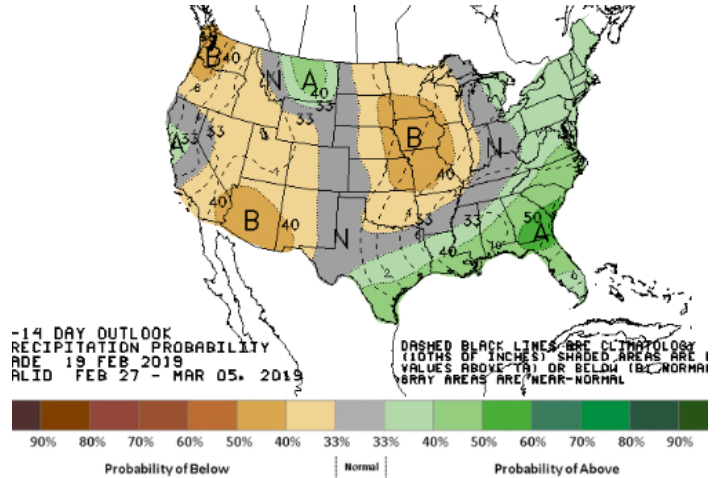 B 40
N A 40
33
33
A 33
33
B
40
N
40
40
B
40
N
33
33
50
A
40
2
-14 DAY OUTLOOK
RECIPITATION PROBABILITY
ADE 19 FEB 2019
ALID FEB 27 - MAR 05, 2019
DASHED BLACK LINES ARE CLIMATOLOGY
(10THS OF INCHES) SHADED AREAS ARE
VALUES ABOVE (A) OR BELOW (B) NORMAL
GRAY AREAS ARE NEAR-NORMAL
90% 80% 70% 60% 50% 40% 33% 33% 40% 50% 60% 70% 80% 90%
Probability of Below Normal Probability of Above